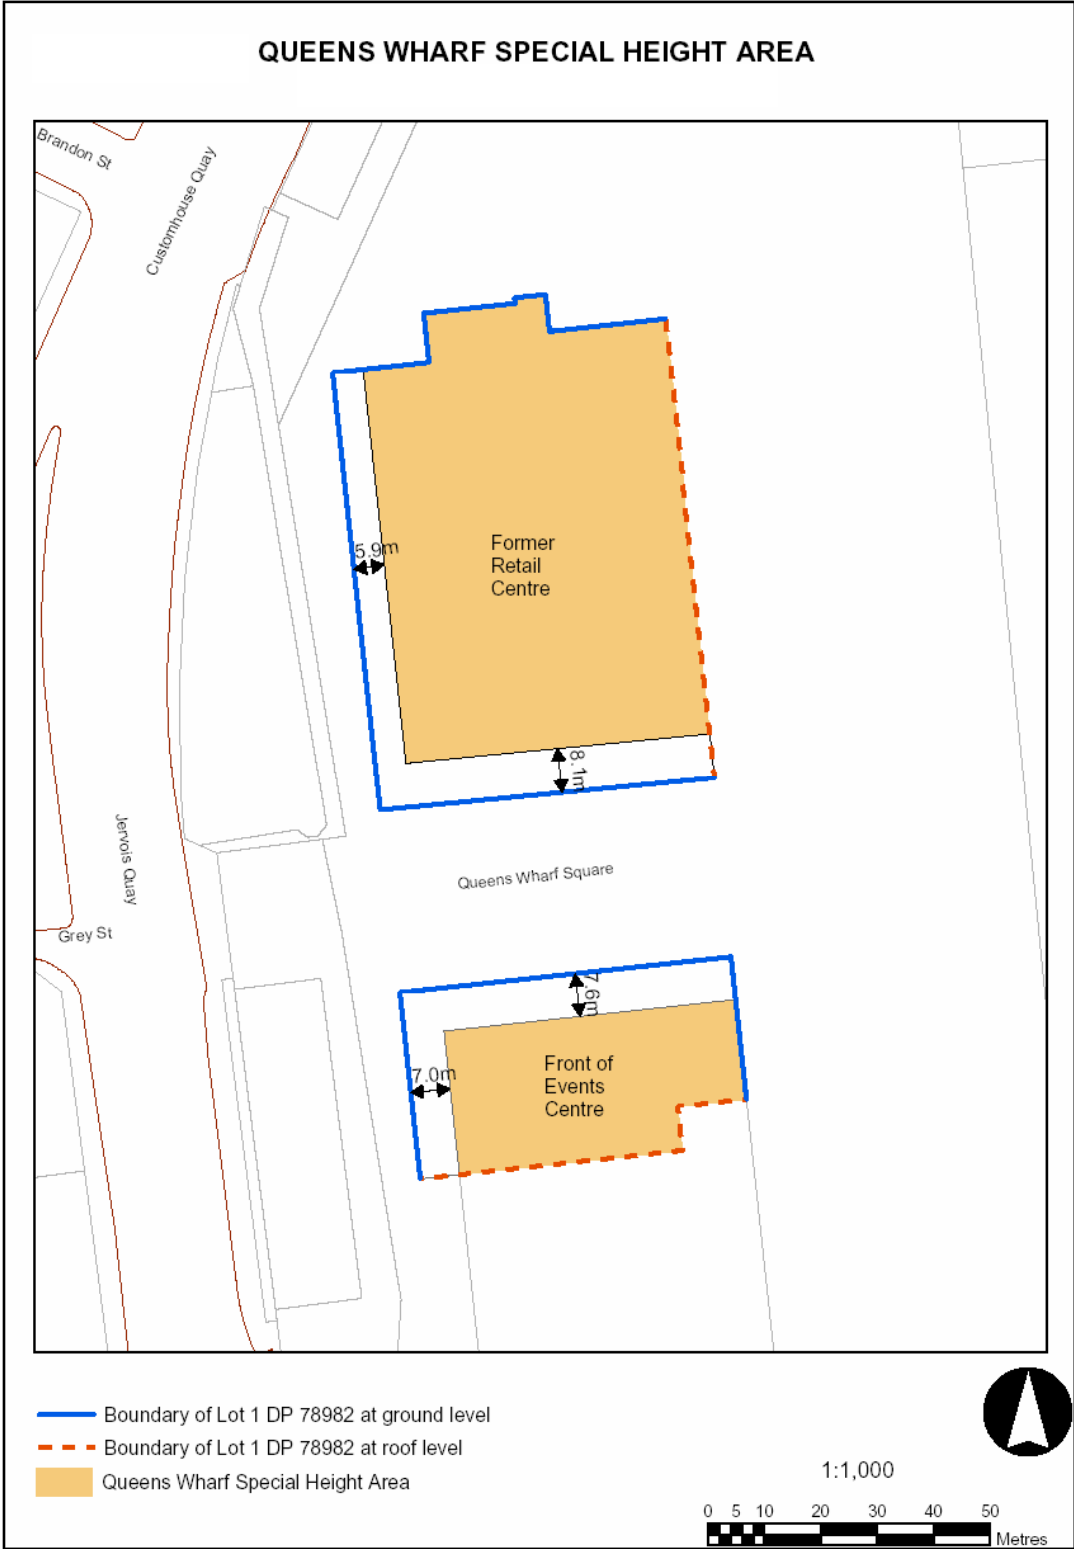 QUEENS WHARF SPECIAL HEIGHT AREA
Brandon St
Customhouse Quay
5.9m
Former
Retail
Centre
8.1m
Jervois Quay
Queens Wharf Square
Grey St
7.6m
7.0m
Front of
Events
Centre
Boundary of Lot 1 DP 78982 at ground level
Boundary of Lot 1 DP 78982 at roof level
Queens Wharf Special Height Area
1:1,000
0 5 10 20 30 40 50
Metres